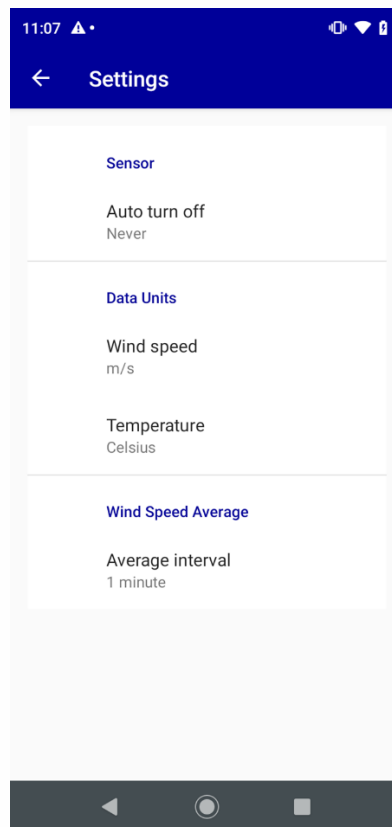 11:07
Settings
Sensor
Auto turn off
Never
Data Units
Wind speed
m/s
Temperature
Celsius
Wind Speed Average
Average interval
1 minute